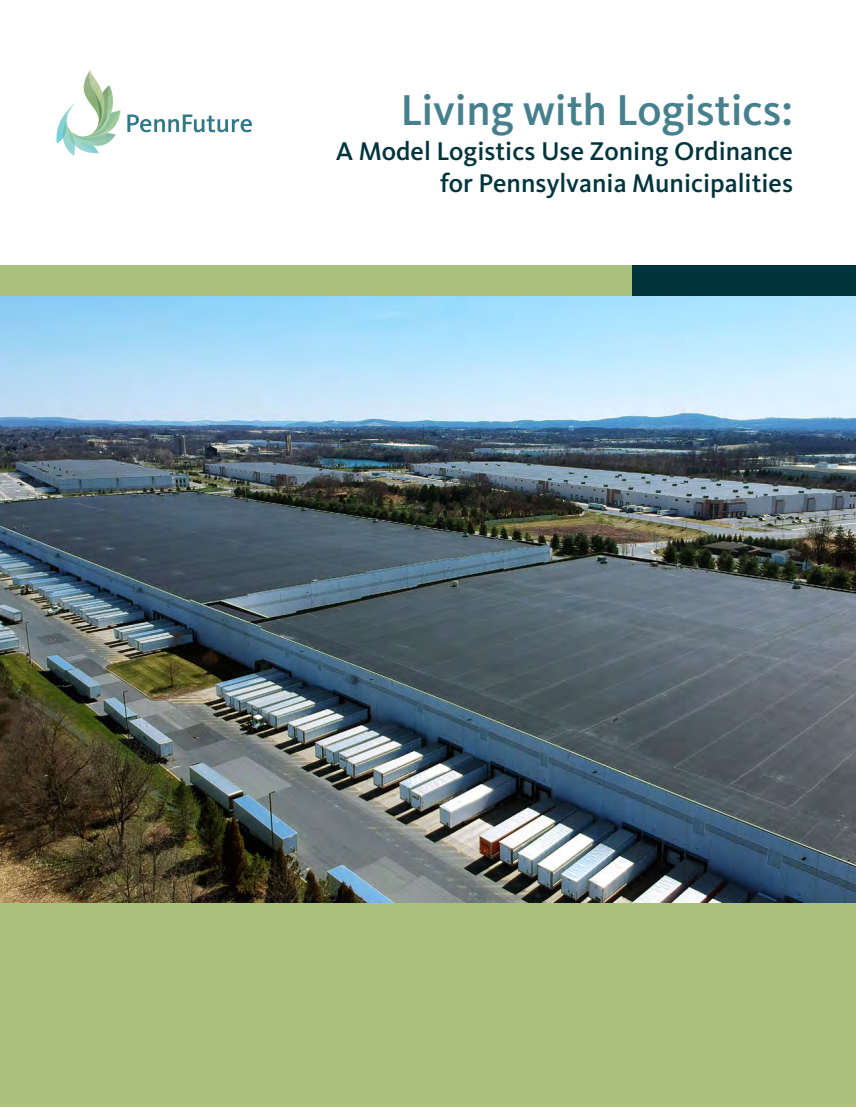 PennFuture
Living with Logistics:
A Model Logistics Use Zoning Ordinance
for Pennsylvania Municipalities